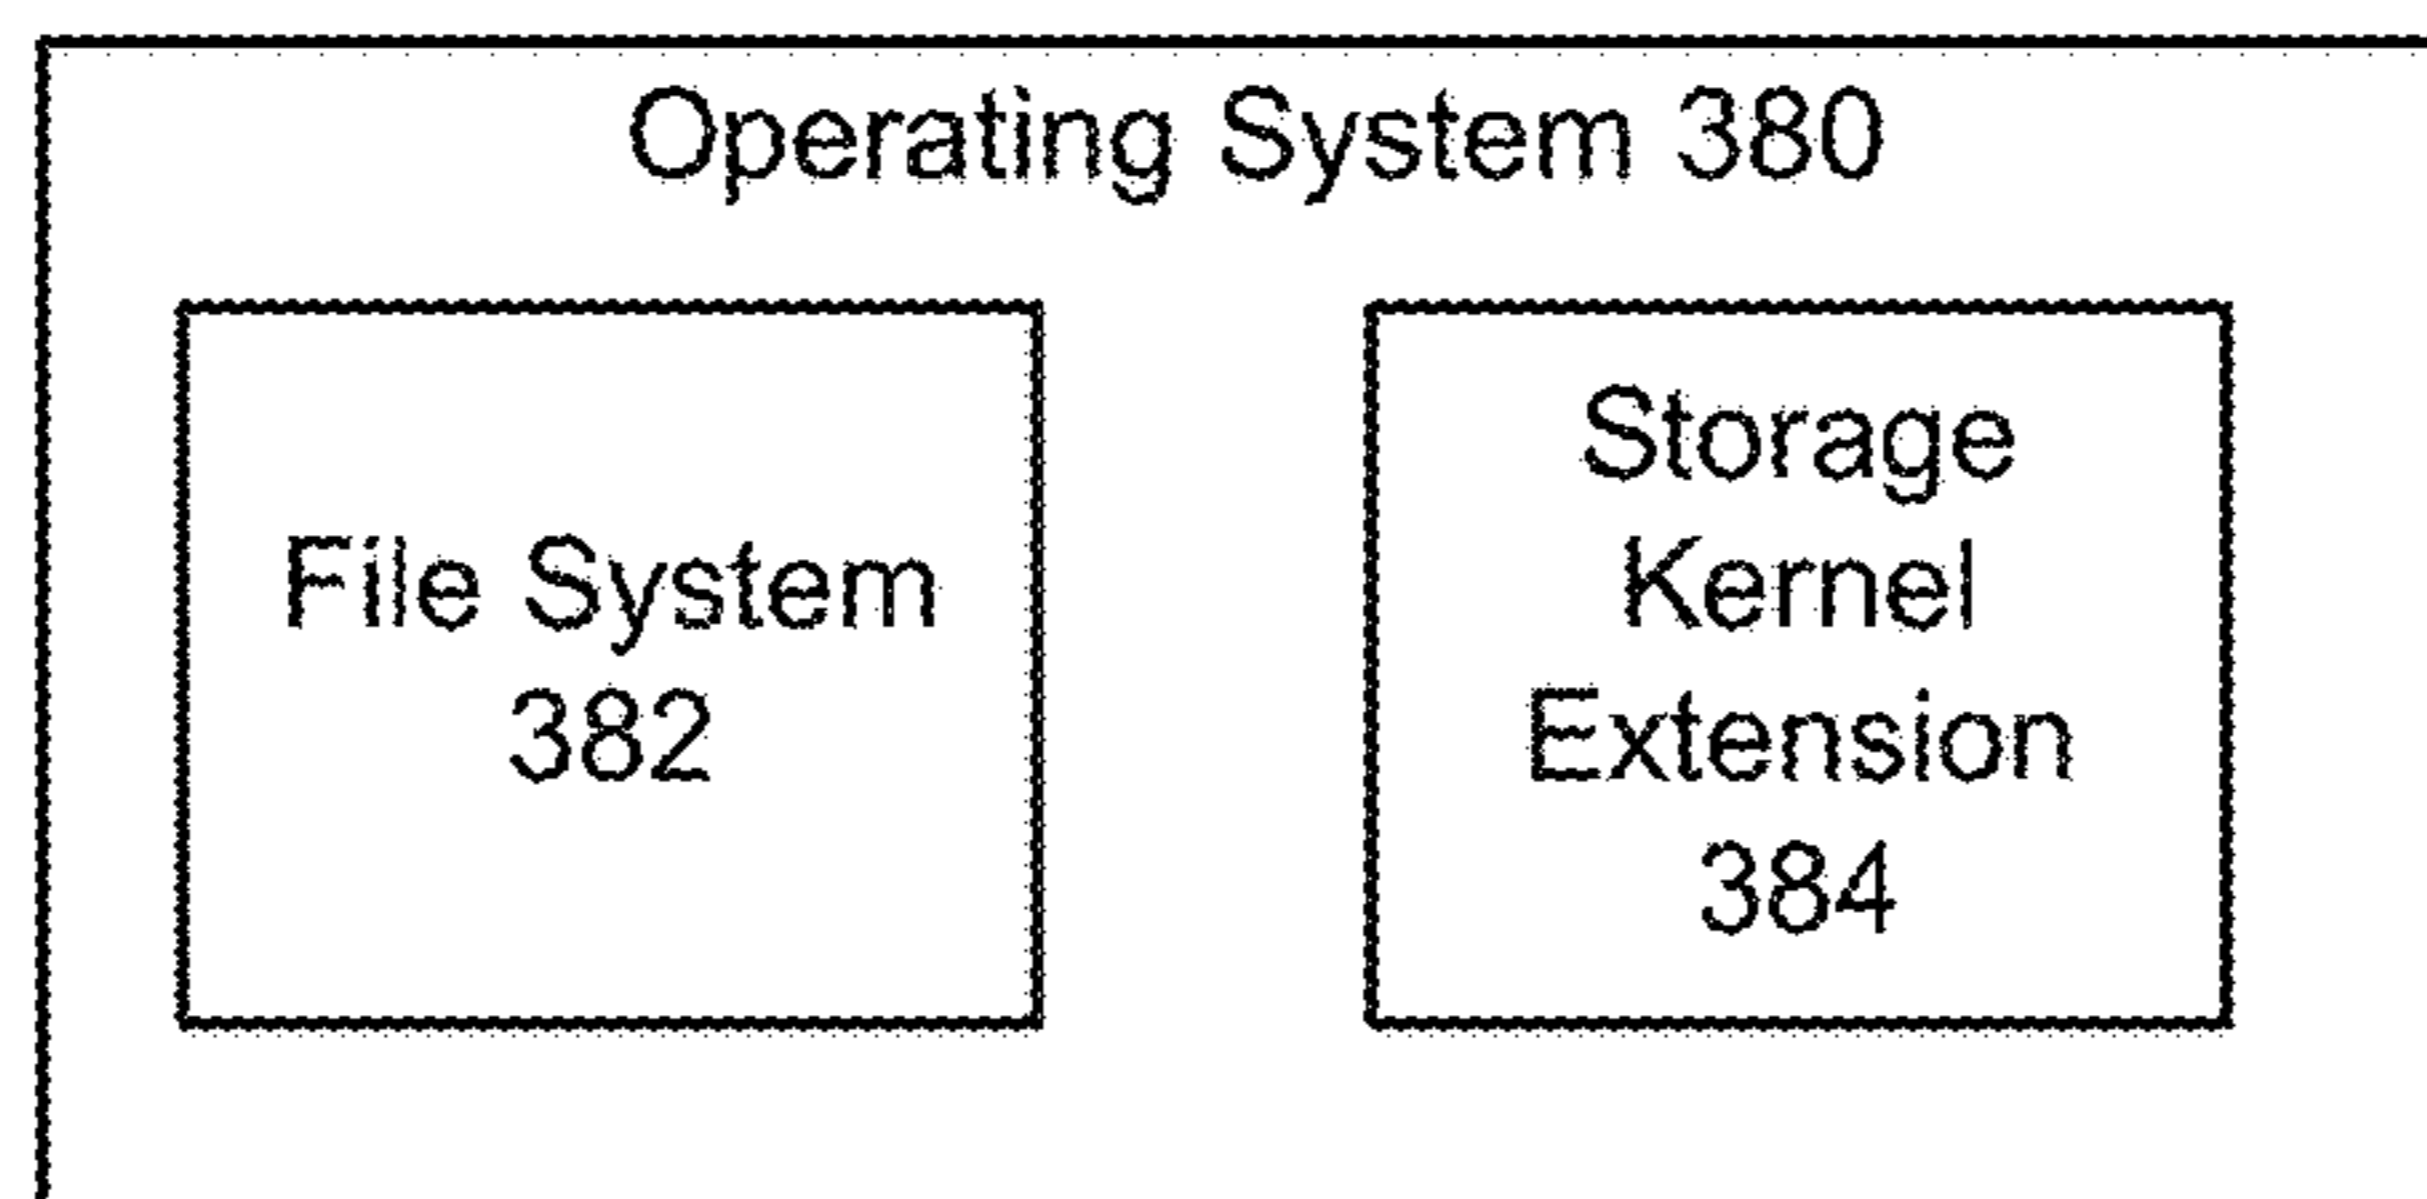 Operating System 380
File System
382
Storage
Kernel
Extension
384